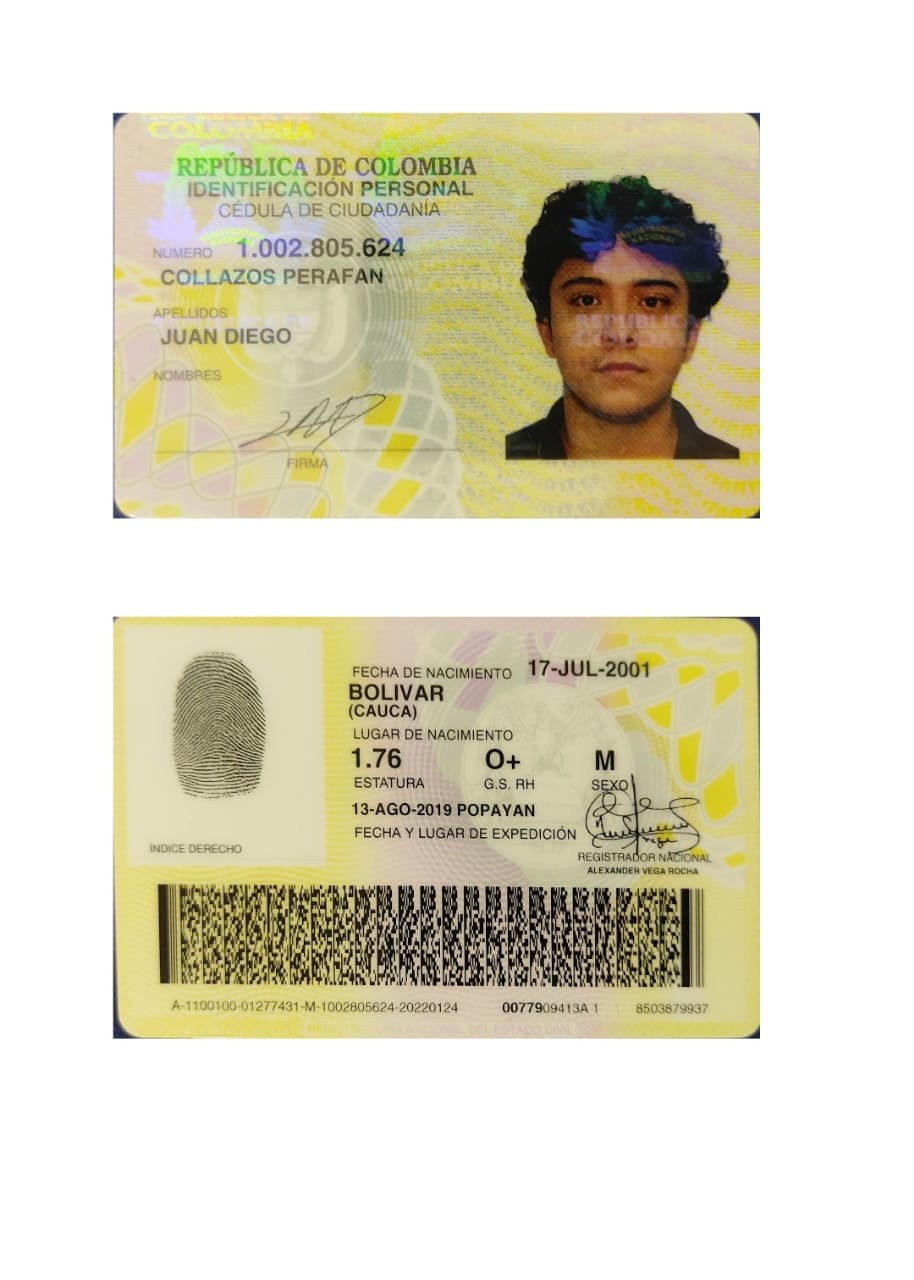 COLOMBIA
REPÚBLICA DE COLOMBIA
IDENTIFICACIÓN PERSONAL
CÉDULA DE CIUDADANÍA
NÚMERO 1.002.805.624
COLLAZOS PERAFAN
APELLIDOS
JUAN DIEGO
NOMBRES
FIRMA
FECHA DE NACIMIENTO 17-JUL-2001
BOLIVAR
(CAUCA)
LUGAR DE NACIMIENTO
1.76 O+ M
ESTATURA G.S. RH SEXO
13-AGO-2019 POPAYAN
FECHA Y LUGAR DE EXPEDICIÓN
ÍNDICE DERECHO
REGISTRADOR NACIONAL
ALEXANDER VEGA ROCHA
A-1100100-01277431-M-1002805624-20220124 0077909413A 1 8503879937
REGISTRADURIA NACIONAL DEL ESTADO CIVIL